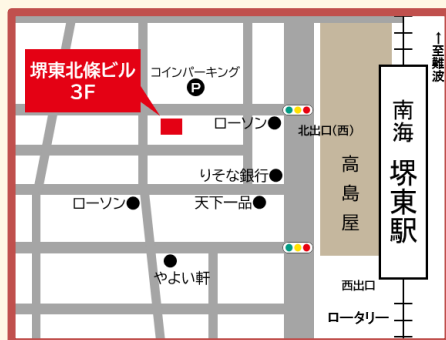 堺東北條ビル
3F
コインパーキング
P
ローソン
北出口(西)
↑至難波
南海 堺東駅
高島屋
りそな銀行
ローソン
天下一品
やよい軒
西出口
ロータリー